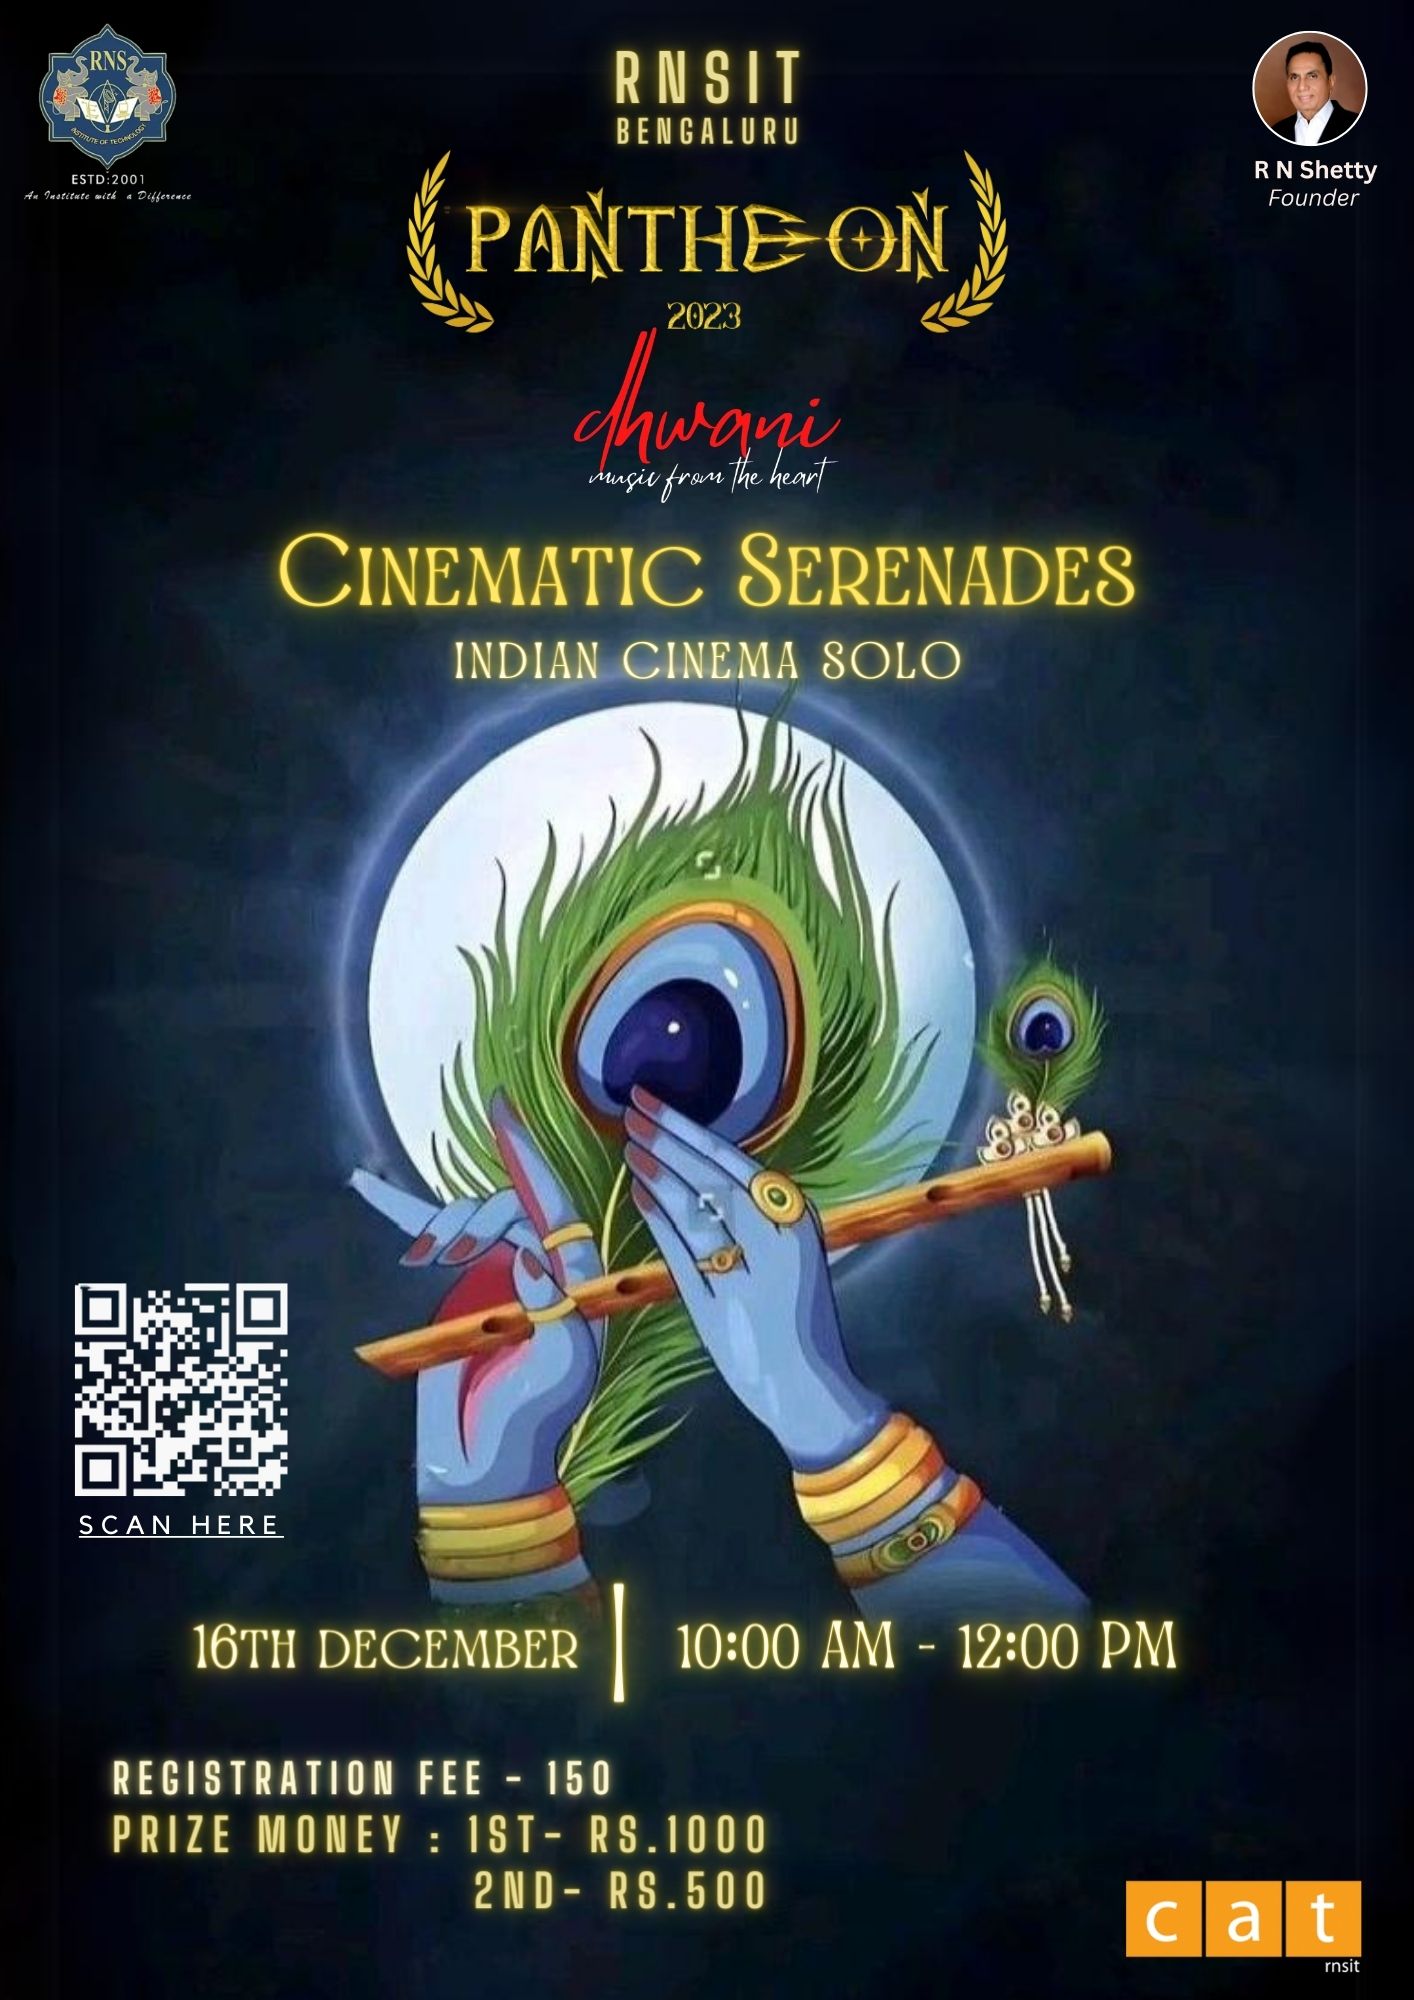 RNS
INSTITUTE OF TECHNOLOGY
ESTD:2001
An Institute with a Difference
RNSIT
BENGALURU
R N Shetty
Founder
PANTHEON
2023
dhwani
music from the heart
CINEMATIC SERENADES
INDIAN CINEMA SOLO
SCAN HERE
16TH DECEMBER | 10:00 AM - 12:00 PM
REGISTRATION FEE - 150
PRIZE MONEY : 1ST- RS.1000
2ND- RS.500
cat
rnsit